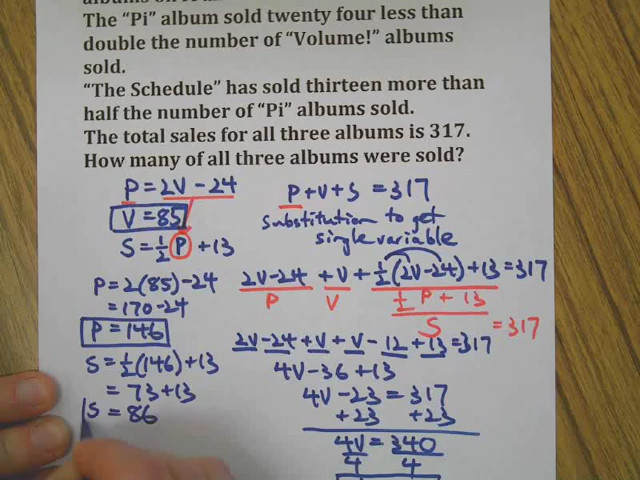 The “Pi” album sold twenty four less than
double the number of “Volume!” albums
sold.
“The Schedule” has sold thirteen more than
half the number of “Pi” albums sold.
The total sales for all three albums is 317.
How many of all three albums were sold?
P = 2V - 24
V = 85
S = 1/2 P + 13
P = 2(85) - 24
= 170 - 24
P = 146
S = 1/2(146) + 13
= 73 + 13
S = 86
P + V + S = 317
substitution to get
single variable
2V - 24 + V + 1/2(2V - 24) + 13 = 317
P V 1/2 P + 13
S = 317
2V - 24 + V + V - 12 + 13 = 317
4V - 36 + 13
4V - 23 = 317
+23 +23
4V = 340
4 4